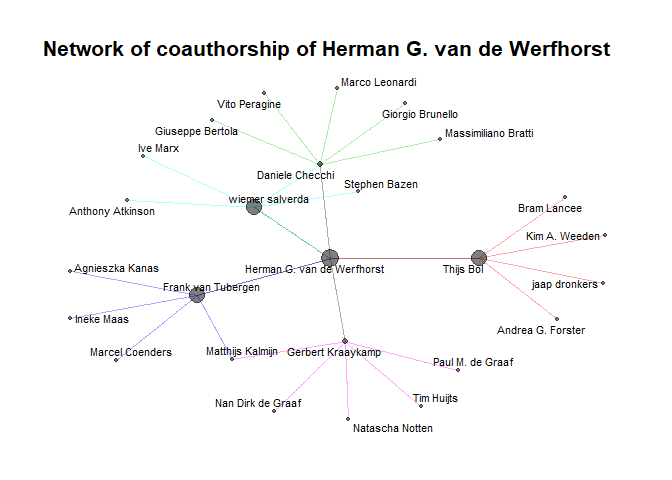 Network of coauthorship of Herman G. van de Werfhorst
Marco Leonardi
Vito Peragine
Giorgio Brunello
Giuseppe Bertola
Massimiliano Bratti
Ive Marx
Daniele Checchi
Stephen Bazen
wiemer salverda
Anthony Atkinson
Bram Lancee
Kim A. Weeden
Agnieszka Kanas
Herman G. van de Werfhorst
Thijs Bol
Frank van Tubergen
jaap dronkers
Ineke Maas
Andrea G. Forster
Marcel Coenders
Matthijs Kalmijn
Gerbert Kraaykamp
Paul M. de Graaf
Nan Dirk de Graaf
Tim Huijts
Natascha Notten